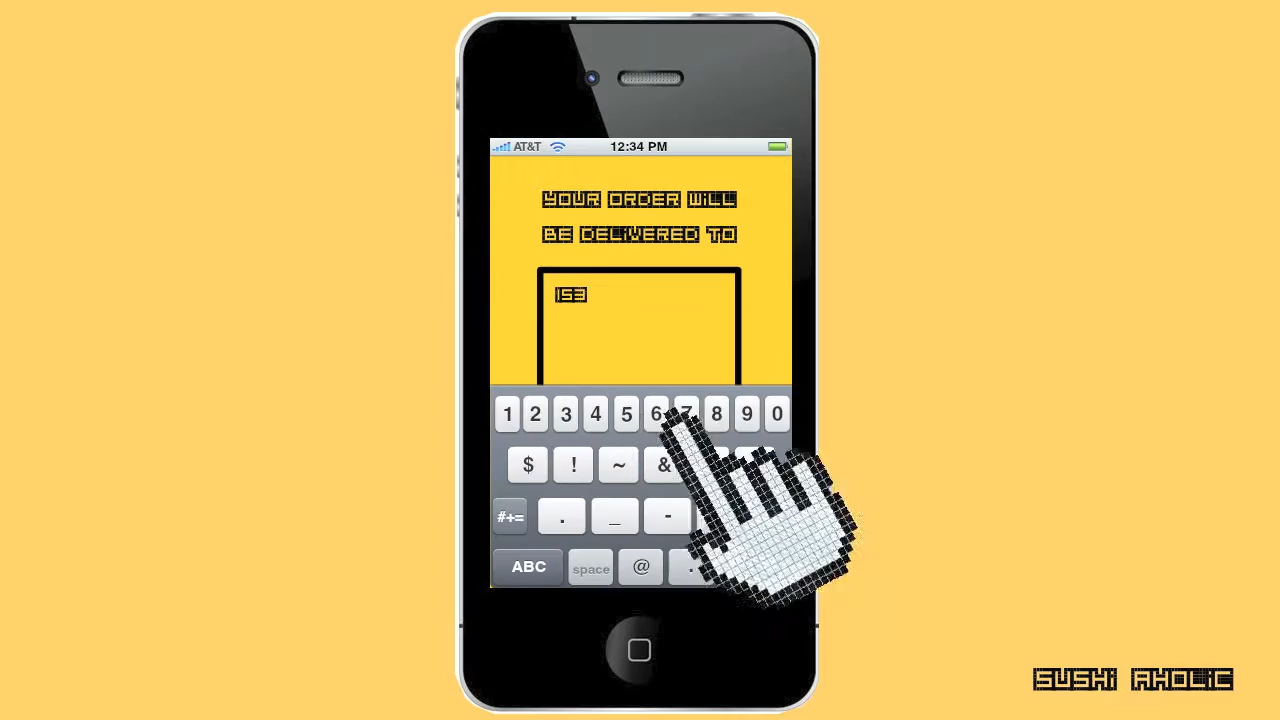 AT&T 12:34 PM
YOUR ORDER WILL
BE DELIVERED TO
153
1 2 3 4 5 6 7 8 9 0
$ ! ~ &
#+= . _ -
ABC space @ .
SUSHI AHOLIC